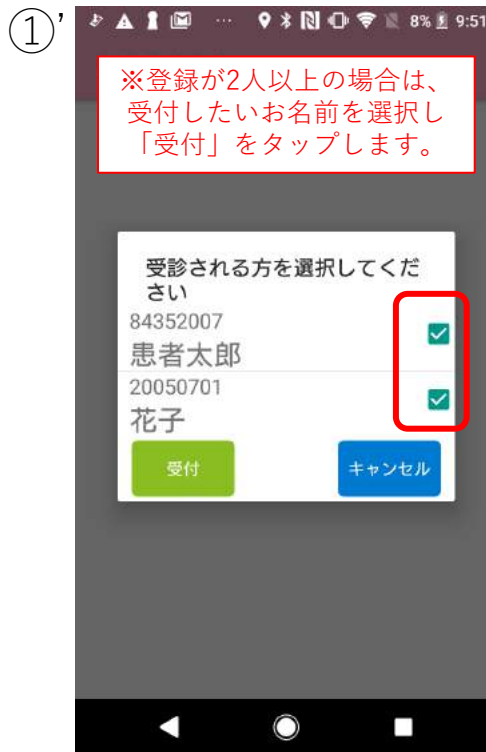 ①’
8% 9:51
※登録が2人以上の場合は、
受付したいお名前を選択し
「受付」をタップします。
受診される方を選択してくだ
さい
84352007
患者太郎
20050701
花子
受付 キャンセル